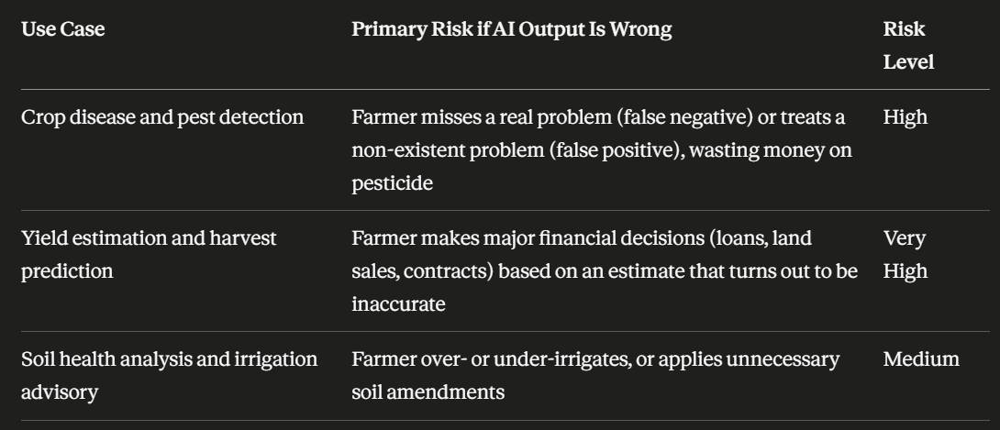 Use Case
Primary Risk if AI Output Is Wrong
Risk
Level
Crop disease and pest detection
Farmer misses a real problem (false negative) or treats a
non-existent problem (false positive), wasting money on
pesticide
High
Yield estimation and harvest
prediction
Farmer makes major financial decisions (loans, land
sales, contracts) based on an estimate that turns out to be
inaccurate
Very
High
Soil health analysis and irrigation
advisory
Farmer over- or under-irrigates, or applies unnecessary
soil amendments
Medium